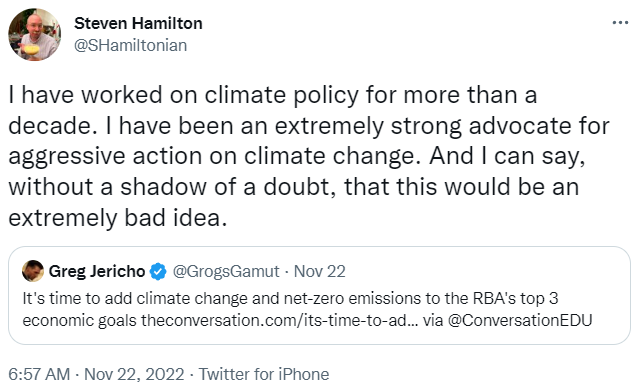 Steven Hamilton
@SHamiltonian
I have worked on climate policy for more than a
decade. I have been an extremely strong advocate for
aggressive action on climate change. And I can say,
without a shadow of a doubt, that this would be an
extremely bad idea.
Greg Jericho @GrogsGamut · Nov 22
It's time to add climate change and net-zero emissions to the RBA's top 3
economic goals theconversation.com/its-time-to-ad... via @ConversationEDU
6:57 AM · Nov 22, 2022 · Twitter for iPhone